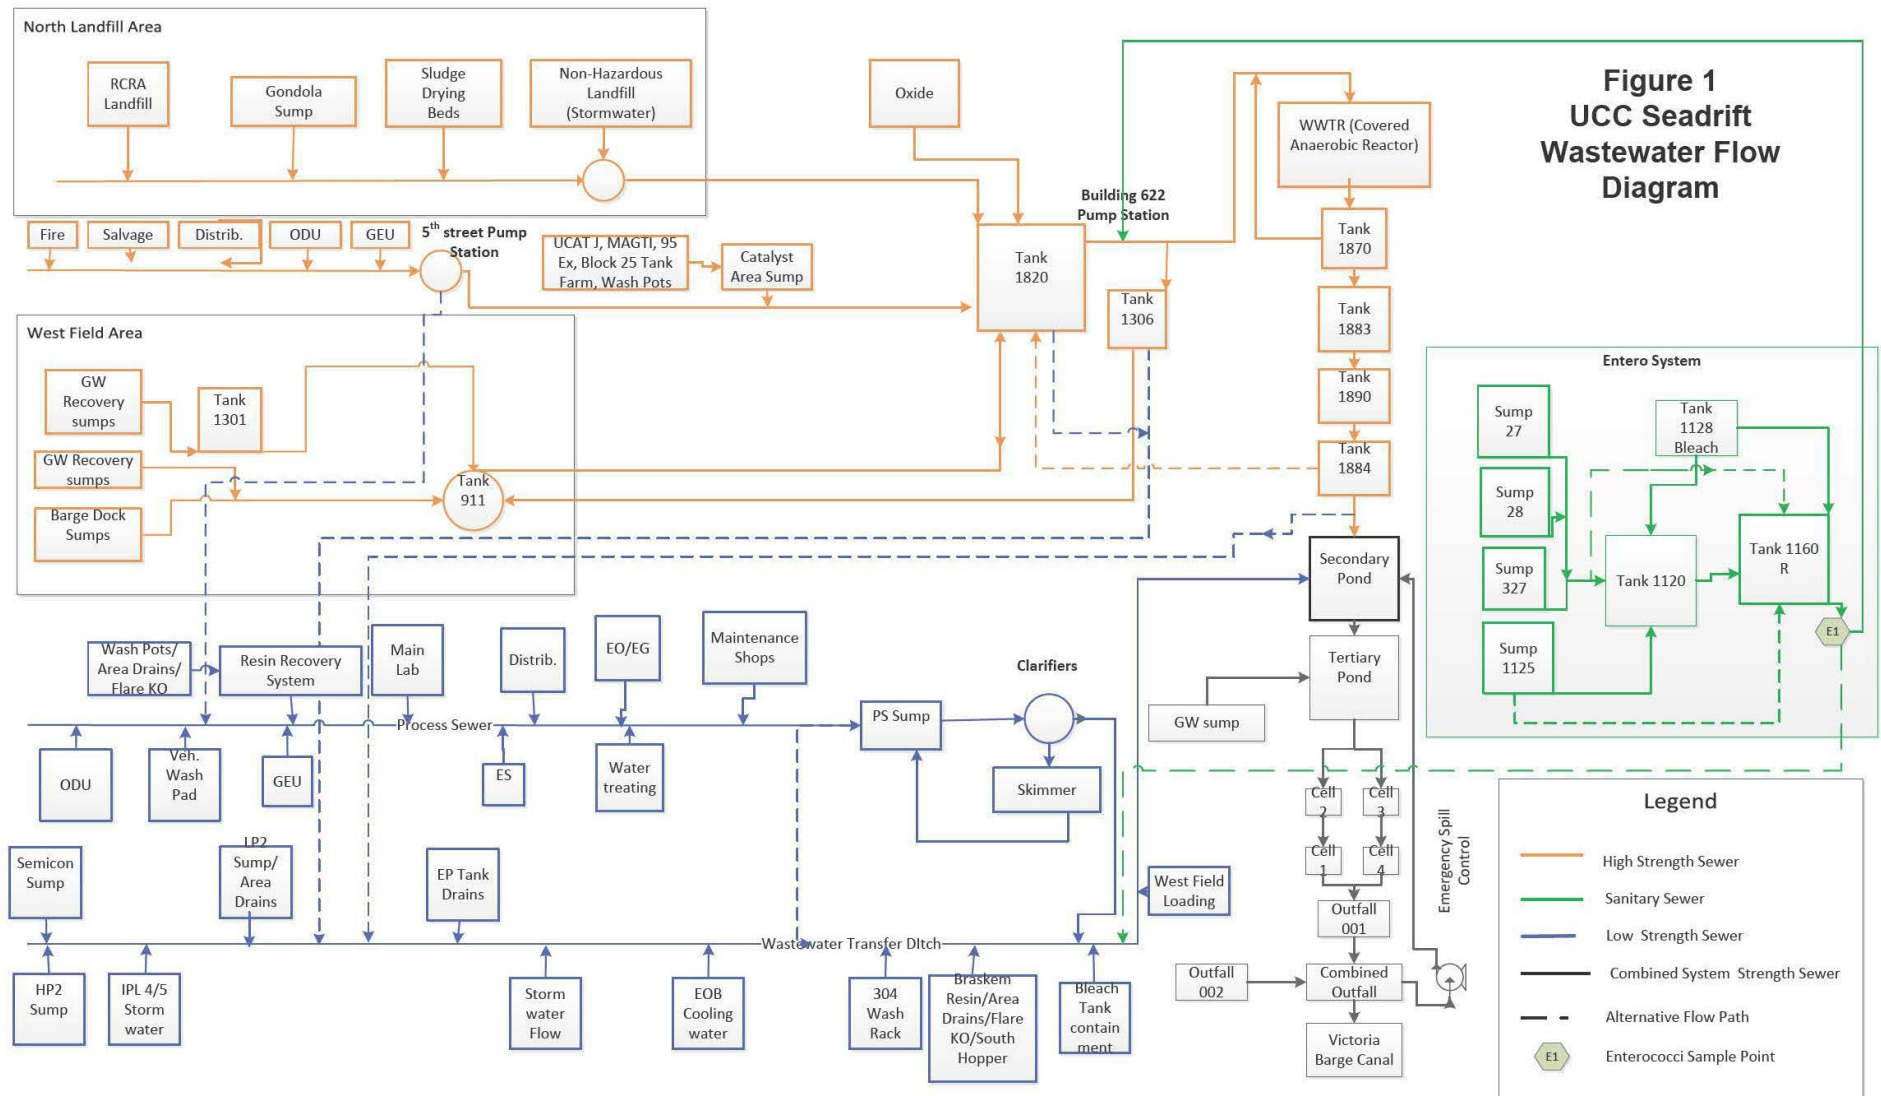 North Landfill Area
RCRA
Landfill
Gondola
Sump
Sludge
Drying
Beds
Non-Hazardous
Landfill
(Stormwater)
Oxide
WWTR (Covered
Anaerobic Reactor)
Figure 1
UCC Seadrift
Wastewater Flow
Diagram
Fire
Salvage
Distrib.
ODU
GEU
5th street Pump
Station
UCAT J, MAGTI, 95
Ex, Block 25 Tank
Farm, Wash Pots
Catalyst
Area Sump
Building 622
Pump Station
Tank
1820
Tank
1306
Tank
1870
Tank
1883
Tank
1890
Tank
1884
West Field Area
GW
Recovery
sumps
Tank
1301
GW Recovery
sumps
Barge Dock
Sumps
Tank
911
Entero System
Sump
27
Sump
28
Sump
327
Sump
1125
Tank
1128
Bleach
Tank 1120
Tank 1160
R
E1
Secondary
Pond
Tertiary
Pond
GW sump
Wash Pots/
Area Drains/
Flare KO
Resin Recovery
System
Main
Lab
Distrib.
EO/EG
Maintenance
Shops
Clarifiers
Process Sewer
PS Sump
Skimmer
ODU
Veh.
Wash
Pad
GEU
ES
Water
treating
Cell
2
Cell
3
Cell
1
Cell
4
Emergency Spill
Control
Semicon
Sump
LP2
Sump/
Area
Drains
EP Tank
Drains
West Field
Loading
Wastewater Transfer DItch
HP2
Sump
IPL 4/5
Storm
water
Storm
water
Flow
EOB
Cooling
water
304
Wash
Rack
Braskem
Resin/Area
Drains/Flare
KO/South
Hopper
Bleach
Tank
contain
ment
Outfall
001
Outfall
002
Combined
Outfall
Victoria
Barge Canal
Legend
High Strength Sewer
Sanitary Sewer
Low Strength Sewer
Combined System Strength Sewer
Alternative Flow Path
E1
Enterococci Sample Point